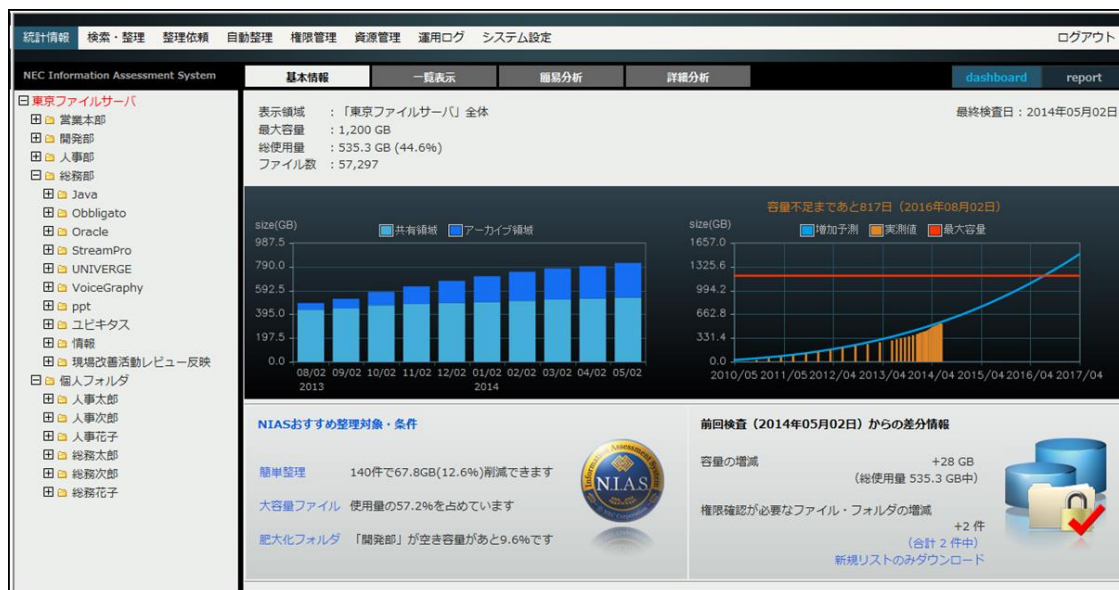 統計情報 検索・整理 整理依頼 自動整理 権限管理 資源管理 運用ログ システム設定 ログアウト
NEC Information Assessment System 基本情報 一覧表示 簡易分析 詳細分析 dashboard report
東京ファイルサーバ
営業本部
開発部
人事部
総務部
Java
Obbligato
Oracle
StreamPro
UNIVERGE
VoiceGraphy
ppt
ユビキタス
情報
現場改善活動レビュー反映
個人フォルダ
人事太郎
人事次郎
人事花子
総務太郎
総務次郎
総務花子
表示領域 : 「東京ファイルサーバ」全体 最終検査日:2014年05月02日
最大容量 : 1,200 GB
総使用量 : 535.3 GB (44.6%)
ファイル数 : 57,297
size(GB)
共有領域 アーカイブ領域
987.5
790.0
592.5
395.0
197.5
0.0
08/02 09/02 10/02 11/02 12/02 01/02 02/02 03/02 04/02 05/02
2013 2014
容量不足まであと817日(2016年08月02日)
size(GB)
増加予測 実測値 最大容量
1657.0
1325.6
994.2
662.8
331.4
0.0
2010/05 2011/05 2012/04 2013/04 2014/04 2015/04 2016/04 2017/04
NIASおすすめ整理対象・条件
簡単整理 140件で67.8GB(12.6%)削減できます
大容量ファイル 使用量の57.2%を占めています
肥大化フォルダ 「開発部」が空き容量があと9.6%です
Information Assessment System
N.I.A.S
© NEC Corporation
前回検査(2014年05月02日)からの差分情報
容量の増減 +28 GB
(総使用量 535.3 GB中)
権限確認が必要なファイル・フォルダの増減
+2 件
(合計 2 件中)
新規リストのみダウンロード